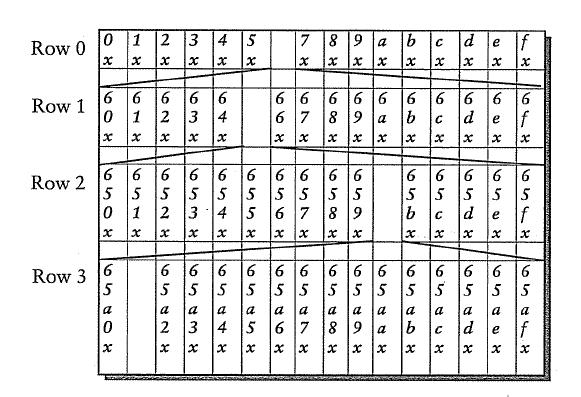 Row 0 0 1 2 3 4 5 7 8 9 a b c d e f
x x x x x x x x x x x x x x x
Row 1 6 6 6 6 6 6 6 6 6 6 6 6 6 6 6
0 1 2 3 4 6 7 8 9 a b c d e f
x x x x x x x x x x x x x x x
Row 2 6 6 6 6 6 6 6 6 6 6 6 6 6 6 6
5 5 5 5 5 5 5 5 5 5 5 5 5 5 5
0 1 2 3 4 5 6 7 8 9 b c d e f
x x x x x x x x x x x x x x x
Row 3 6 6 6 6 6 6 6 6 6 6 6 6 6 6 6
5 5 5 5 5 5 5 5 5 5 5 5 5 5 5
a a a a a a a a a a a a a a a
0 2 3 4 5 6 7 8 9 a b c d e f
x x x x x x x x x x x x x x x